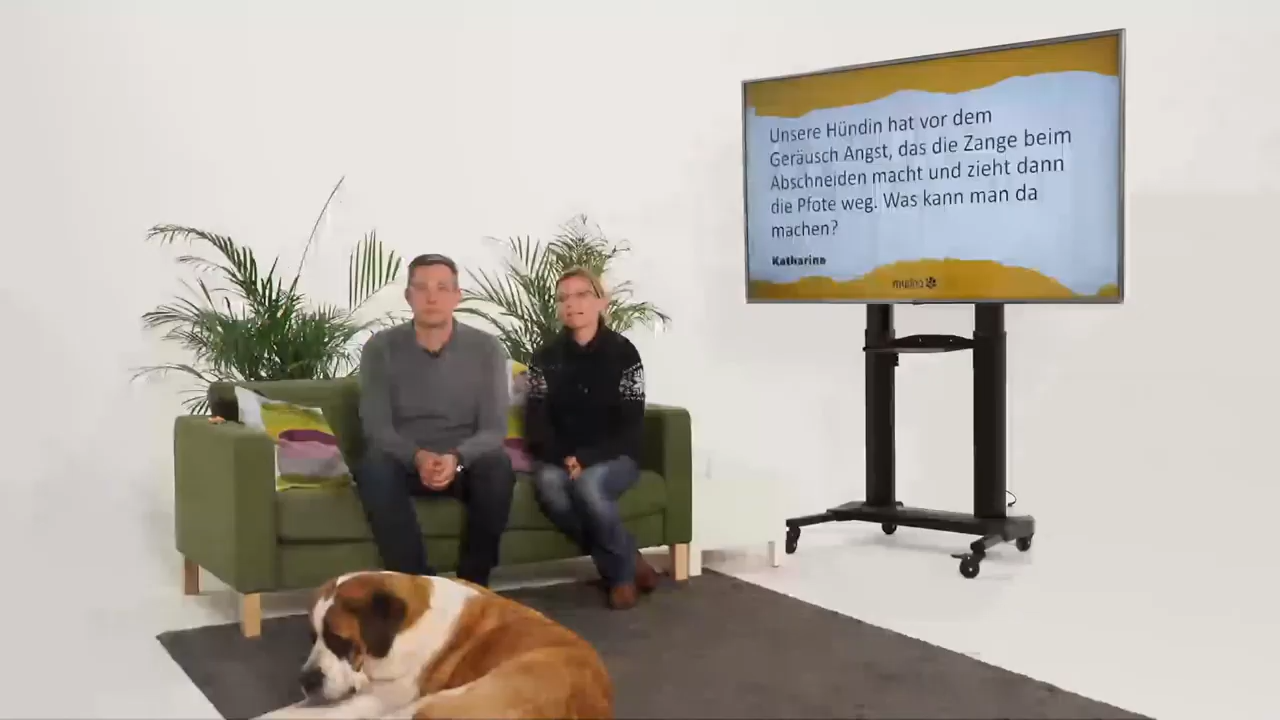 Unsere Hündin hat vor dem
Geräusch Angst, das die Zange beim
Abschneiden macht und zieht dann
die Pfote weg. Was kann man da
machen?
Katharina